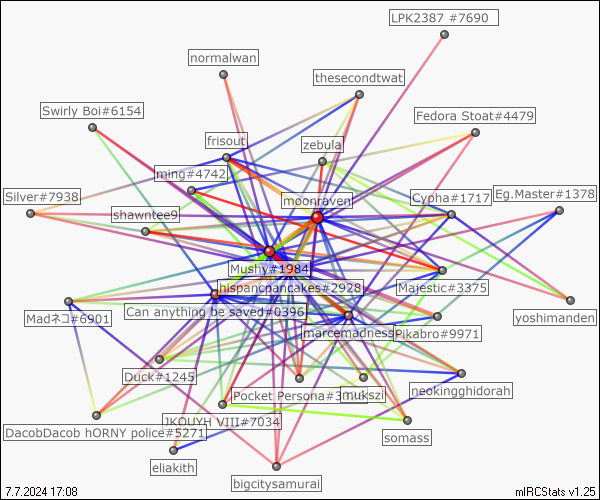 LPK2387 #7690
normalwan
thesecondtwat
Swirly Boi#6154
Fedora Stoat#4479
frisout
zebula
ming#4742
Silver#7938
moonraven
Cypha#1717
Eg.Master#1378
shawntee9
Mushy#1984
hispancpancakes#2928
Majestic#3375
Can anything be saved#0396
Madネコ#6901
marcemadness
Pikabro#9971
yoshimanden
Duck#1245
Pocket Persona#3
mukszi
neokingghidorah
JKOUYH VIII#7034
DacobDacob hORNY police#5271
somass
eliakith
bigcitysamurai
7.7.2024 17:08
mIRCStats v1.25